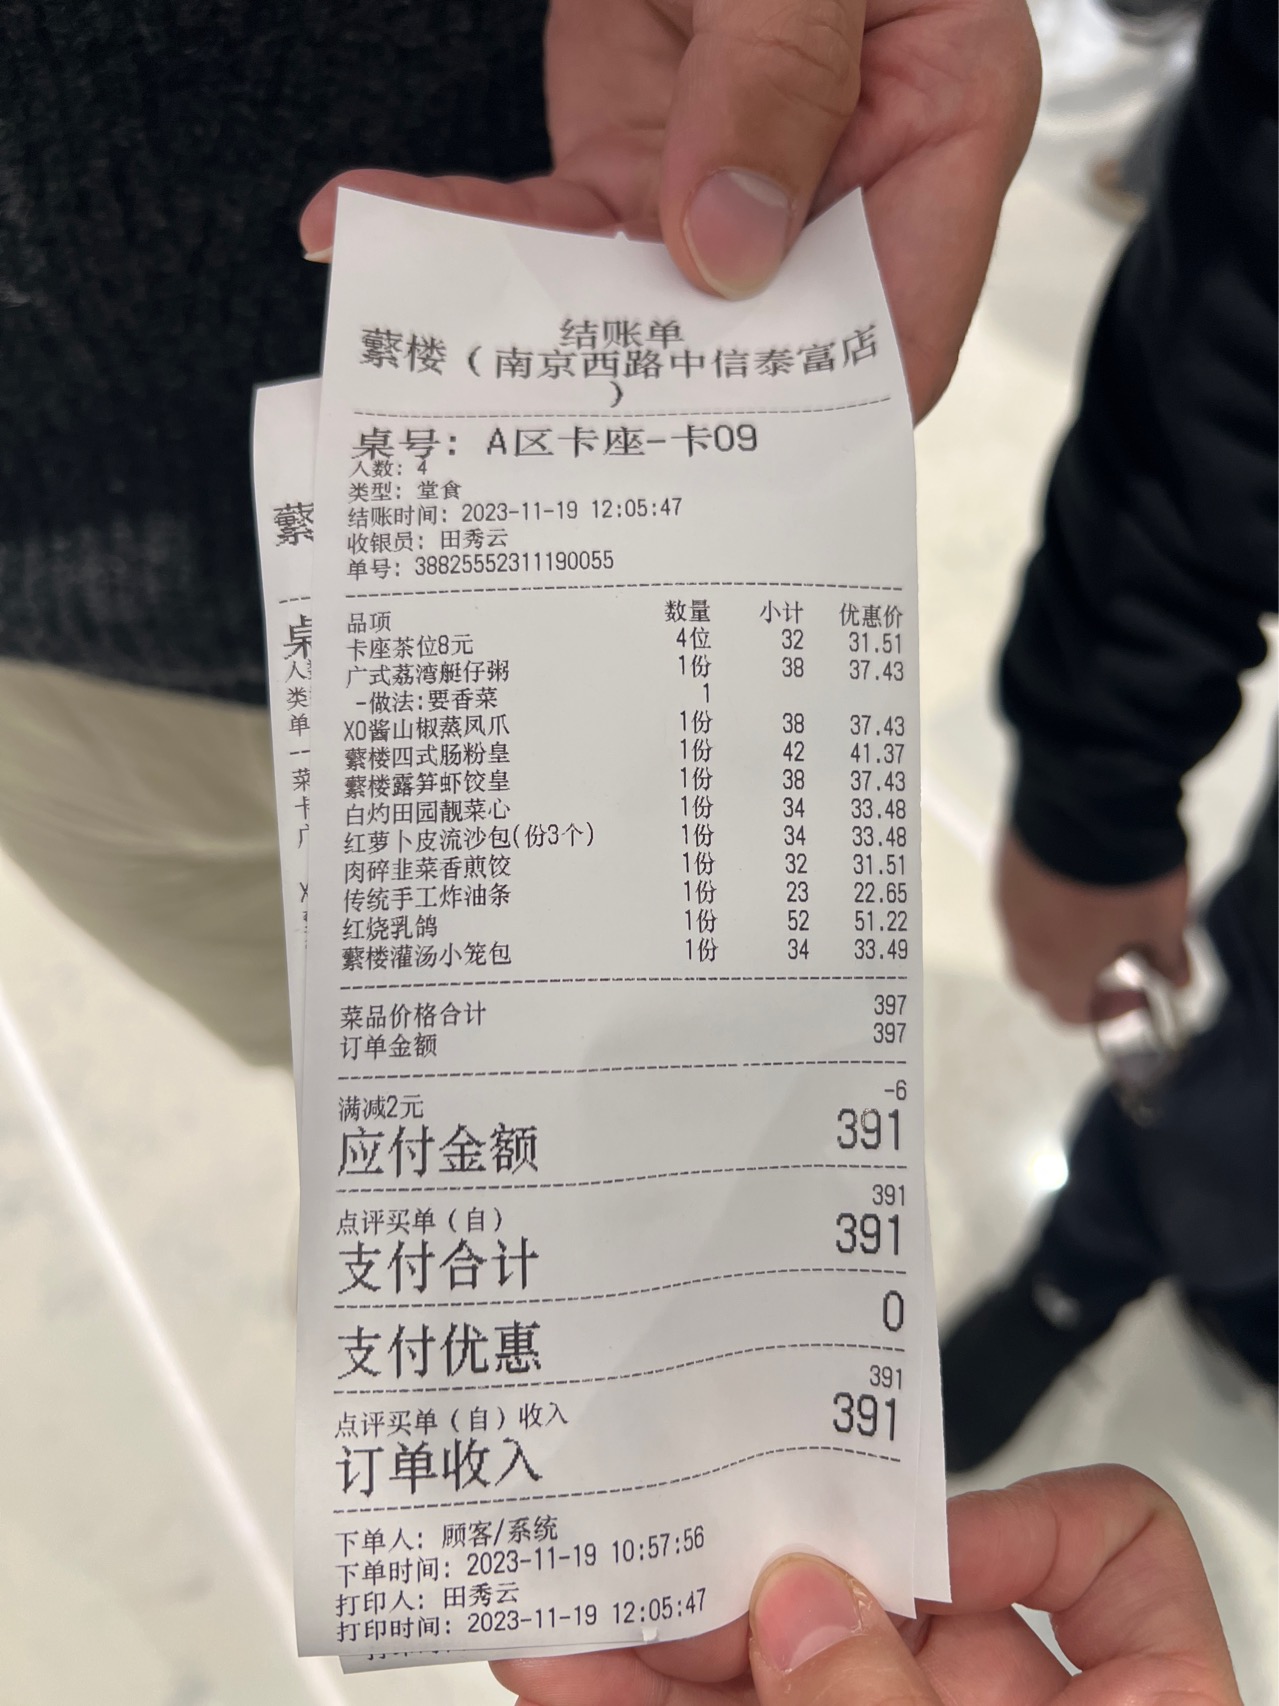 结账单
蘩楼（南京西路中信泰富店
）
桌号：A区卡座-卡09
人数：4
类型：堂食
结账时间：2023-11-19 12:05:47
收银员：田秀云
单号：38825552311190055
品项 数量 小计 优惠价
卡座茶位8元 4位 32 31.51
广式荔湾艇仔粥 1份 38 37.43
-做法:要香菜 1
XO酱山椒蒸凤爪 1份 38 37.43
蘩楼四式肠粉皇 1份 42 41.37
蘩楼露笋虾饺皇 1份 38 37.43
白灼田园靓菜心 1份 34 33.48
红萝卜皮流沙包(份3个) 1份 34 33.48
肉碎韭菜香煎饺 1份 32 31.51
传统手工炸油条 1份 23 22.65
红烧乳鸽 1份 52 51.22
蘩楼灌汤小笼包 1份 34 33.49
菜品价格合计 397
订单金额 397
满减2元 -6
应付金额 391
点评买单（自） 391
支付合计 391
支付优惠 0
点评买单（自）收入 391
订单收入 391
下单人：顾客/系统
下单时间：2023-11-19 10:57:56
打印人：田秀云
打印时间：2023-11-19 12:05:47
蘩
桌
人
类
单
菜
卡
广